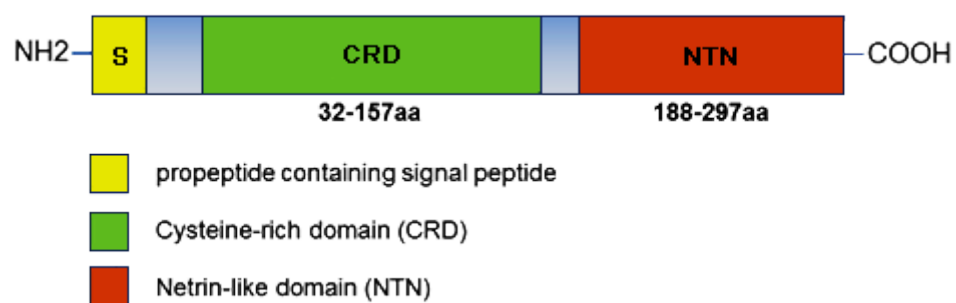 NH2 S CRD NTN COOH
32-157aa 188-297aa
propeptide containing signal peptide
Cysteine-rich domain (CRD)
Netrin-like domain (NTN)